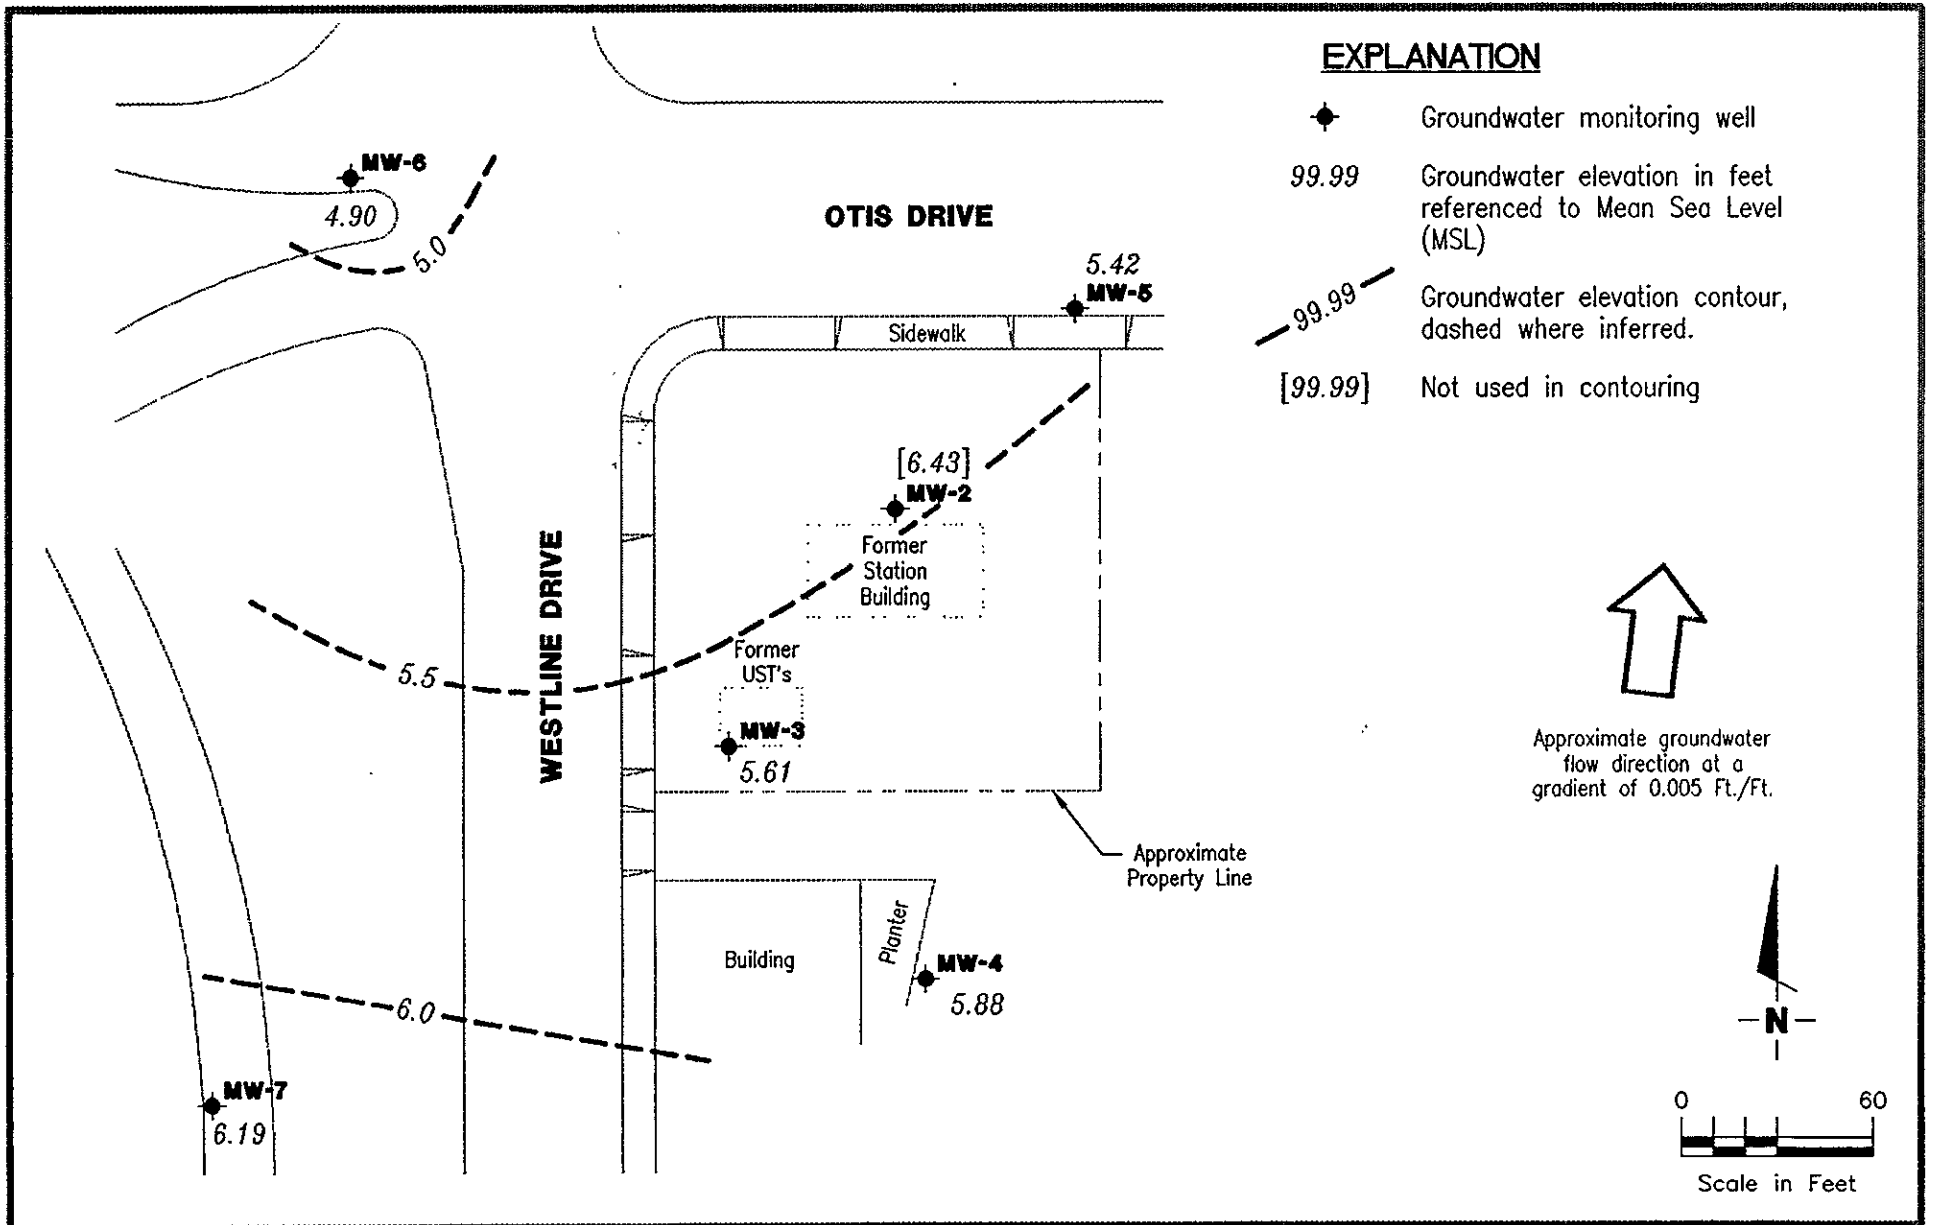 EXPLANATION
Groundwater monitoring well
99.99 Groundwater elevation in feet
referenced to Mean Sea Level
(MSL)
99.99 Groundwater elevation contour,
dashed where inferred.
[99.99] Not used in contouring
MW-6
4.90
5.0
OTIS DRIVE
5.42
MW-5
Sidewalk
[6.43]
MW-2
Former
Station
Building
WESTLINE DRIVE
5.5
Former
UST's
MW-3
5.61
Approximate
Property Line
Building
Planter
MW-4
5.88
6.0
MW-7
6.19
Approximate groundwater
flow direction at a
gradient of 0.005 Ft./Ft.
N
0 60
Scale in Feet